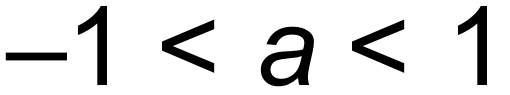 –1 < a < 1